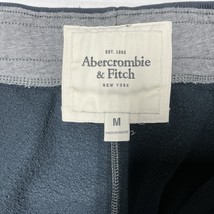 EST. 1892
Abercrombie
& Fitch
NEW YORK
M